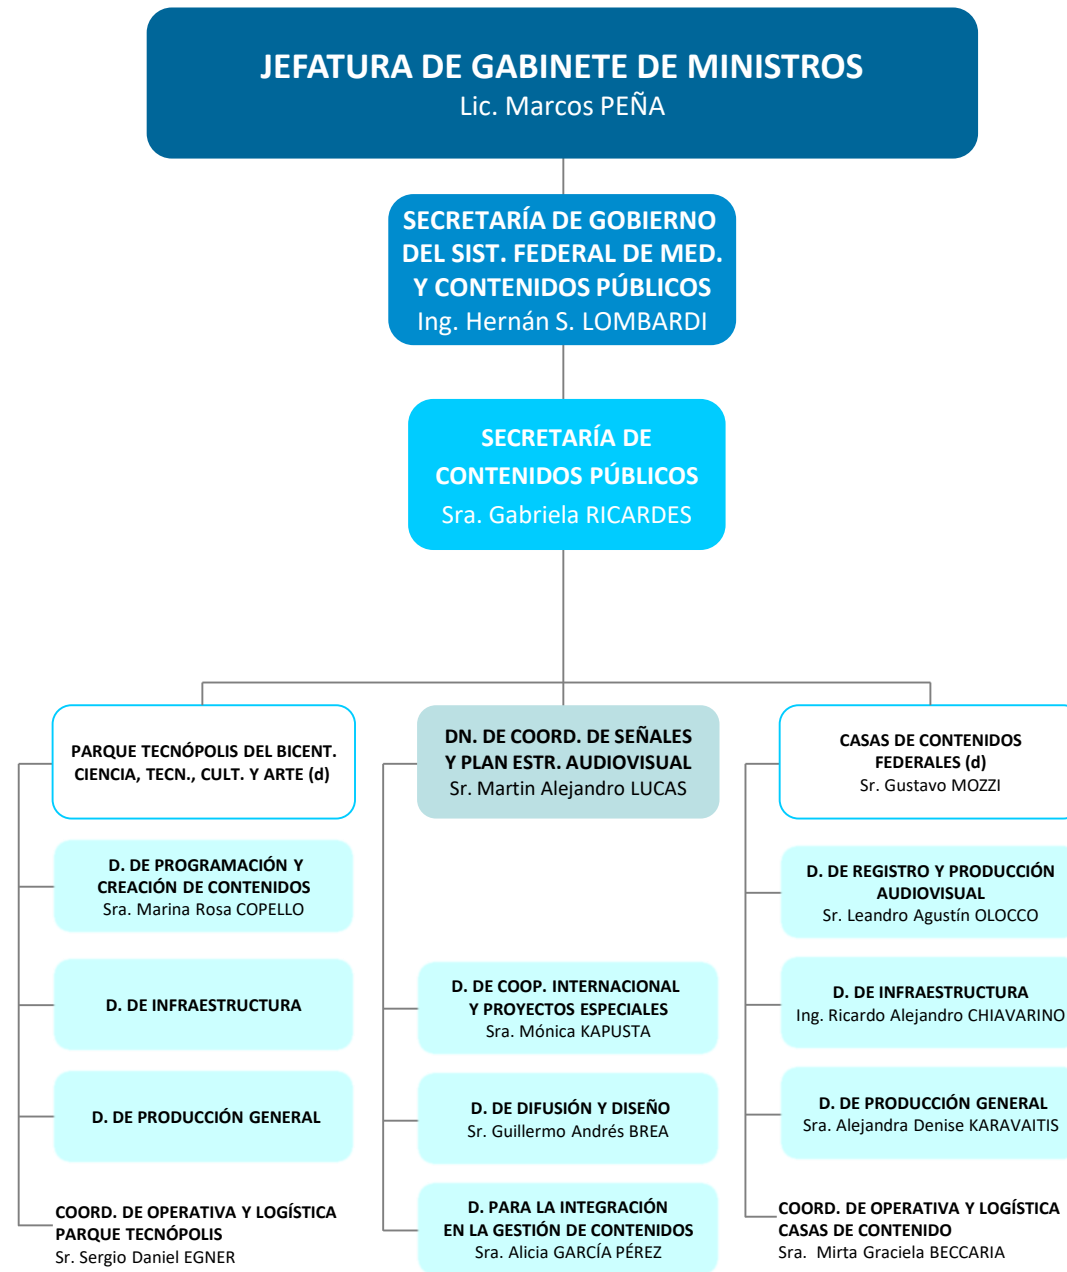 JEFATURA DE GABINETE DE MINISTROS
Lic. Marcos PEÑA
SECRETARÍA DE GOBIERNO
DEL SIST. FEDERAL DE MED.
Y CONTENIDOS PÚBLICOS
Ing. Hernán S. LOMBARDI
SECRETARÍA DE
CONTENIDOS PÚBLICOS
Sra. Gabriela RICARDES
PARQUE TECNÓPOLIS DEL BICENT.
CIENCIA, TECN., CULT. Y ARTE (d)
D. DE PROGRAMACIÓN Y
CREACIÓN DE CONTENIDOS
Sra. Marina Rosa COPELLO
D. DE INFRAESTRUCTURA
D. DE PRODUCCIÓN GENERAL
COORD. DE OPERATIVA Y LOGÍSTICA
PARQUE TECNÓPOLIS
Sr. Sergio Daniel EGNER
DN. DE COORD. DE SEÑALES
Y PLAN ESTR. AUDIOVISUAL
Sr. Martin Alejandro LUCAS
D. DE COOP. INTERNACIONAL
Y PROYECTOS ESPECIALES
Sra. Mónica KAPUSTA
D. DE DIFUSIÓN Y DISEÑO
Sr. Guillermo Andrés BREA
D. PARA LA INTEGRACIÓN
EN LA GESTIÓN DE CONTENIDOS
Sra. Alicia GARCÍA PÉREZ
CASAS DE CONTENIDOS
FEDERALES (d)
Sr. Gustavo MOZZI
D. DE REGISTRO Y PRODUCCIÓN
AUDIOVISUAL
Sr. Leandro Agustín OLOCCO
D. DE INFRAESTRUCTURA
Ing. Ricardo Alejandro CHIAVARINO
D. DE PRODUCCIÓN GENERAL
Sra. Alejandra Denise KARAVAITIS
COORD. DE OPERATIVA Y LOGÍSTICA
CASAS DE CONTENIDO
Sra. Mirta Graciela BECCARIA